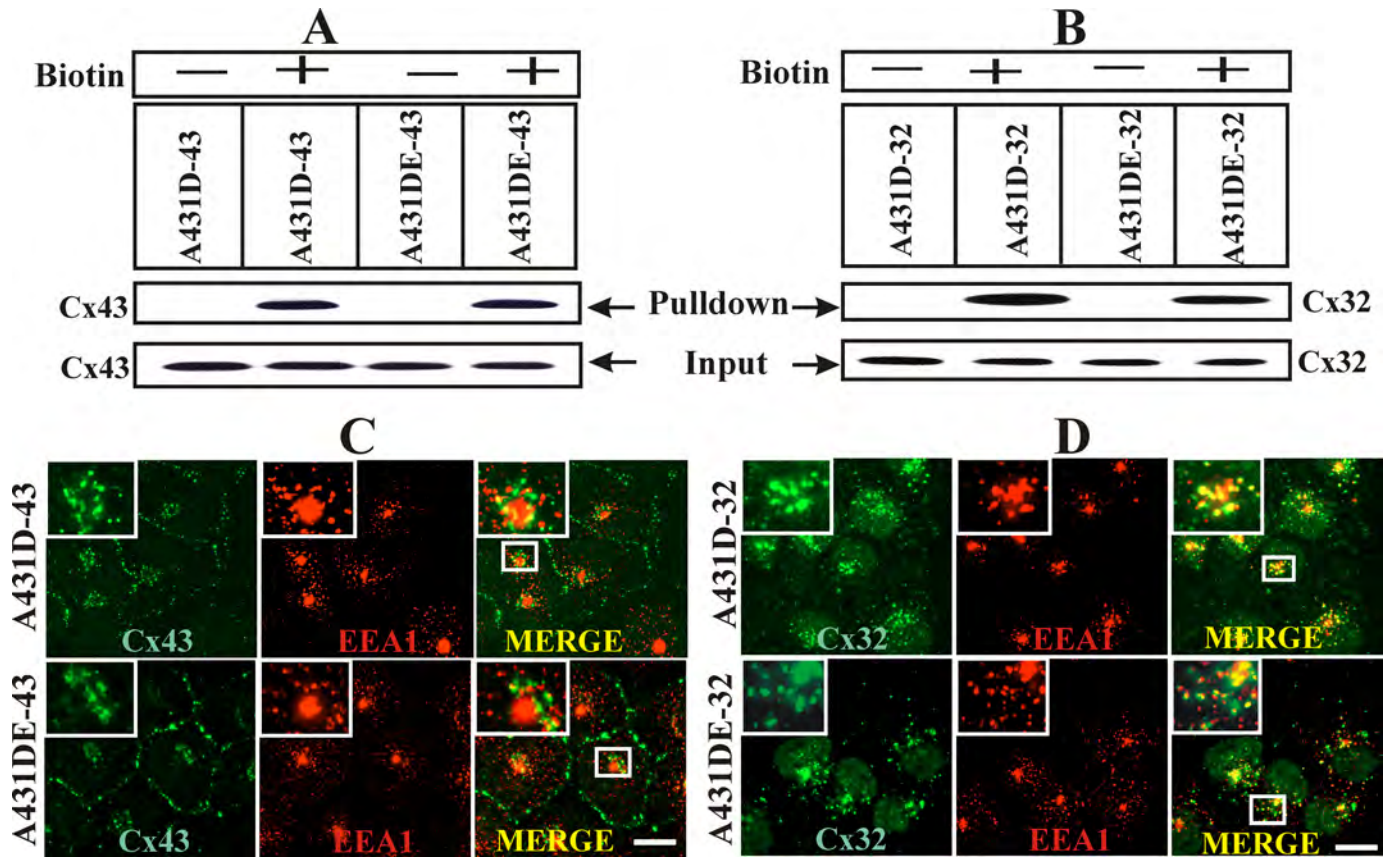 A
B
Biotin
— + — +
Biotin
— + — +
A431D-43
A431D-43
A431DE-43
A431DE-43
A431D-32
A431D-32
A431DE-32
A431DE-32
Cx43
Pulldown
Cx32
Cx43
Input
Cx32
C
D
A431D-43
Cx43
EEA1
MERGE
A431D-32
Cx32
EEA1
MERGE
A431DE-43
Cx43
EEA1
MERGE
A431DE-32
Cx32
EEA1
MERGE